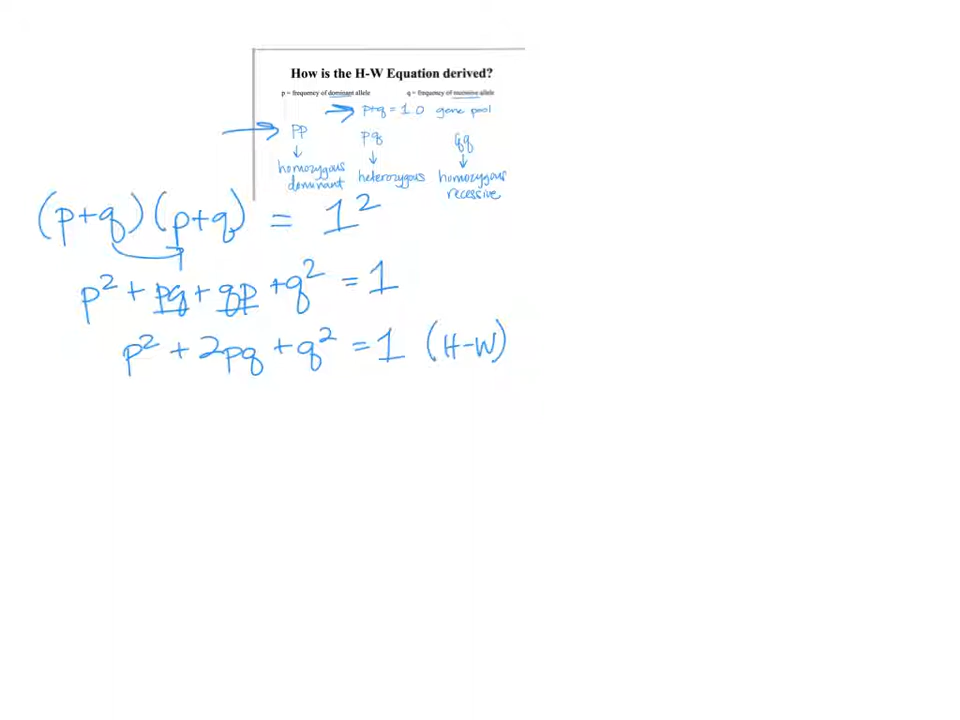 How is the H-W Equation derived?
p = frequency of dominant allele q = frequency of recessive allele
p+q = 1.0 gene pool
PP pq qq
homozygous dominant heterozygous homozygous recessive
(p+q)(p+q) = 1²
p² + pq + qp + q² = 1
p² + 2pq + q² = 1 (H-W)